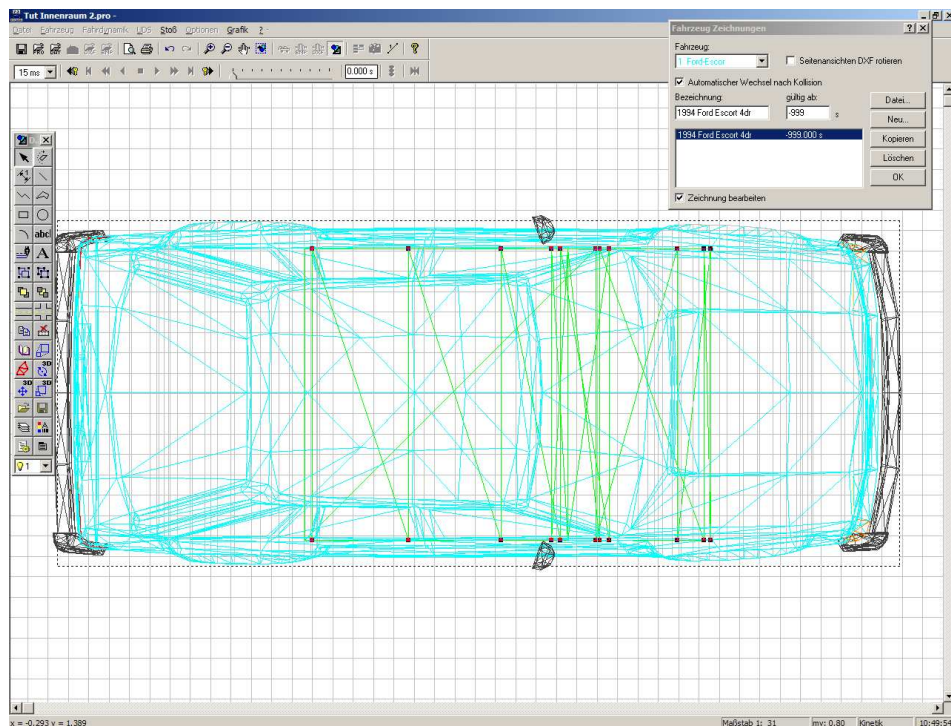 Tut Innenraum 2.pro -
Datei Fahrzeug Fahrdynamik UDS Stoß Optionen Grafik ?
15 ms
0.000 s
Fahrzeug Zeichnungen
Fahrzeug:
1 Ford-Escor
Seitenansichten DXF rotieren
Automatischer Wechsel nach Kollision
Bezeichnung:
gültig ab:
1994 Ford Escort 4dr
-999
s
1994 Ford Escort 4dr
-999.000 s
Datei...
Neu...
Kopieren
Löschen
OK
Zeichnung bearbeiten
abc
A
3D
3D
3D
1
x = -0.293 y = 1.389
Maßstab 1: 31
mv: 0.80
Kinetik